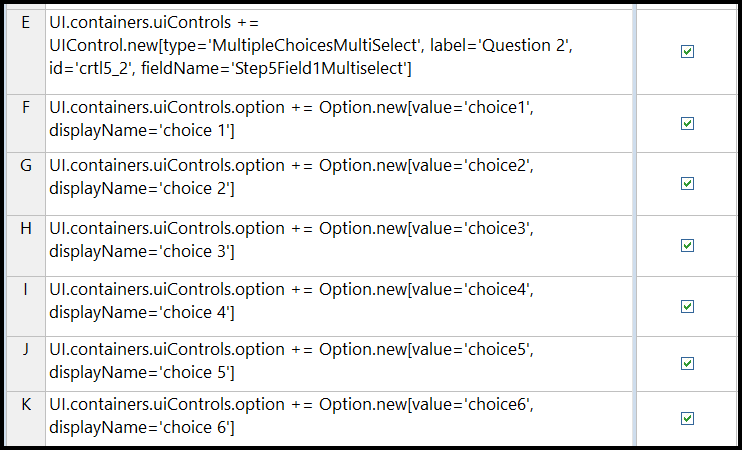 E UI.containers.uiControls +=
UIControl.new[type='MultipleChoicesMultiSelect', label='Question 2',
id='crtl5_2', fieldName='Step5Field1Multiselect']
F UI.containers.uiControls.option += Option.new[value='choice1',
displayName='choice 1']
G UI.containers.uiControls.option += Option.new[value='choice2',
displayName='choice 2']
H UI.containers.uiControls.option += Option.new[value='choice3',
displayName='choice 3']
I UI.containers.uiControls.option += Option.new[value='choice4',
displayName='choice 4']
J UI.containers.uiControls.option += Option.new[value='choice5',
displayName='choice 5']
K UI.containers.uiControls.option += Option.new[value='choice6',
displayName='choice 6']